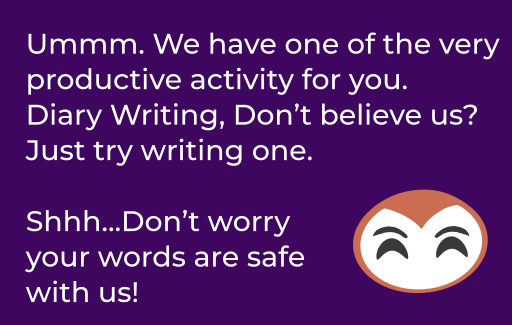 Ummm. We have one of the very
productive activity for you.
Diary Writing, Don’t believe us?
Just try writing one.
Shhh...Don’t worry
your words are safe
with us!